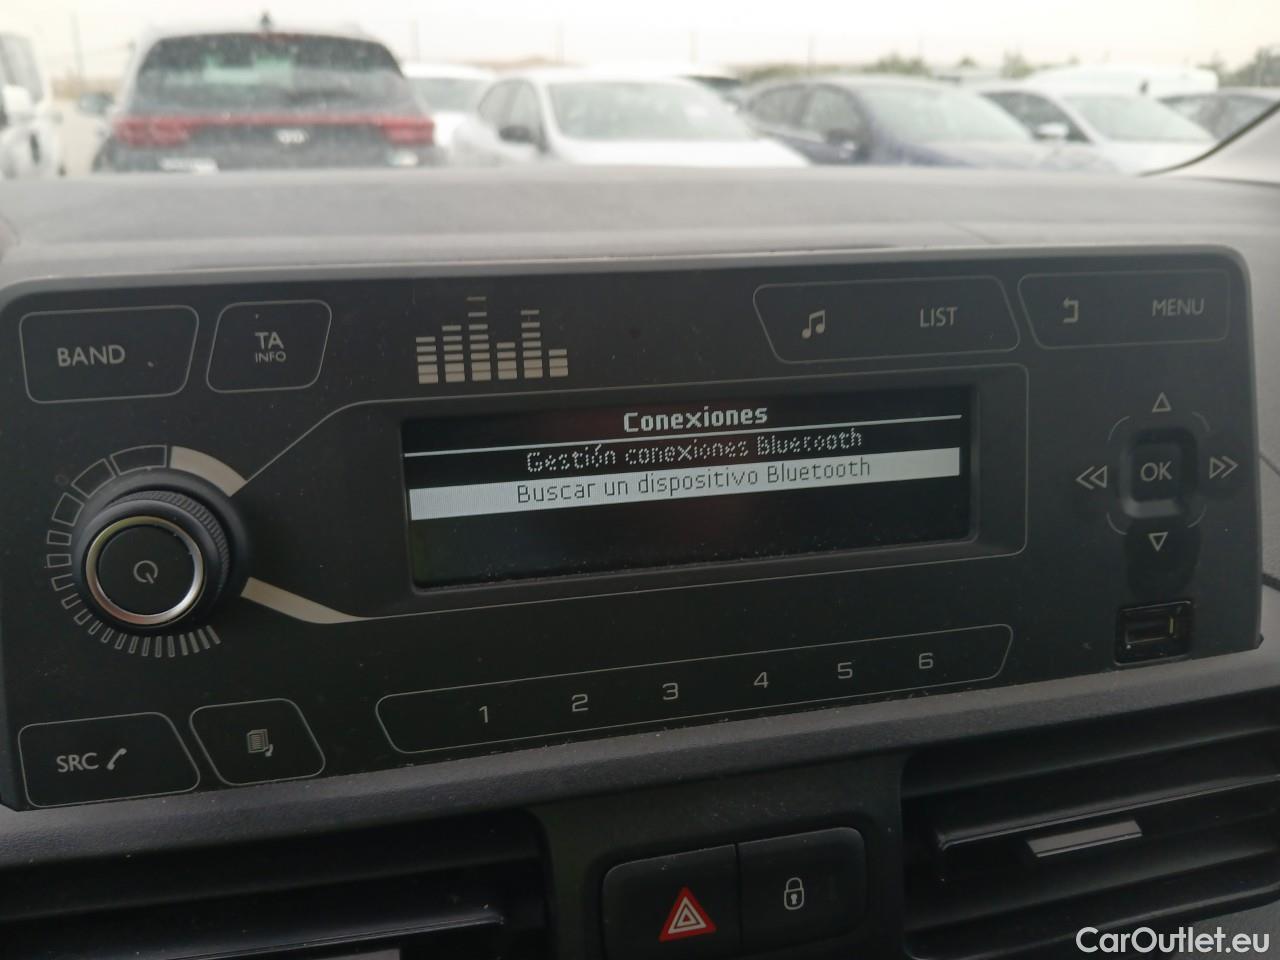 BAND
TA
INFO
LIST
MENU
Conexiones
Gestión conexiones Bluetooth
Buscar un dispositivo Bluetooth
OK
1 2 3 4 5 6
SRC
CarOutlet.eu